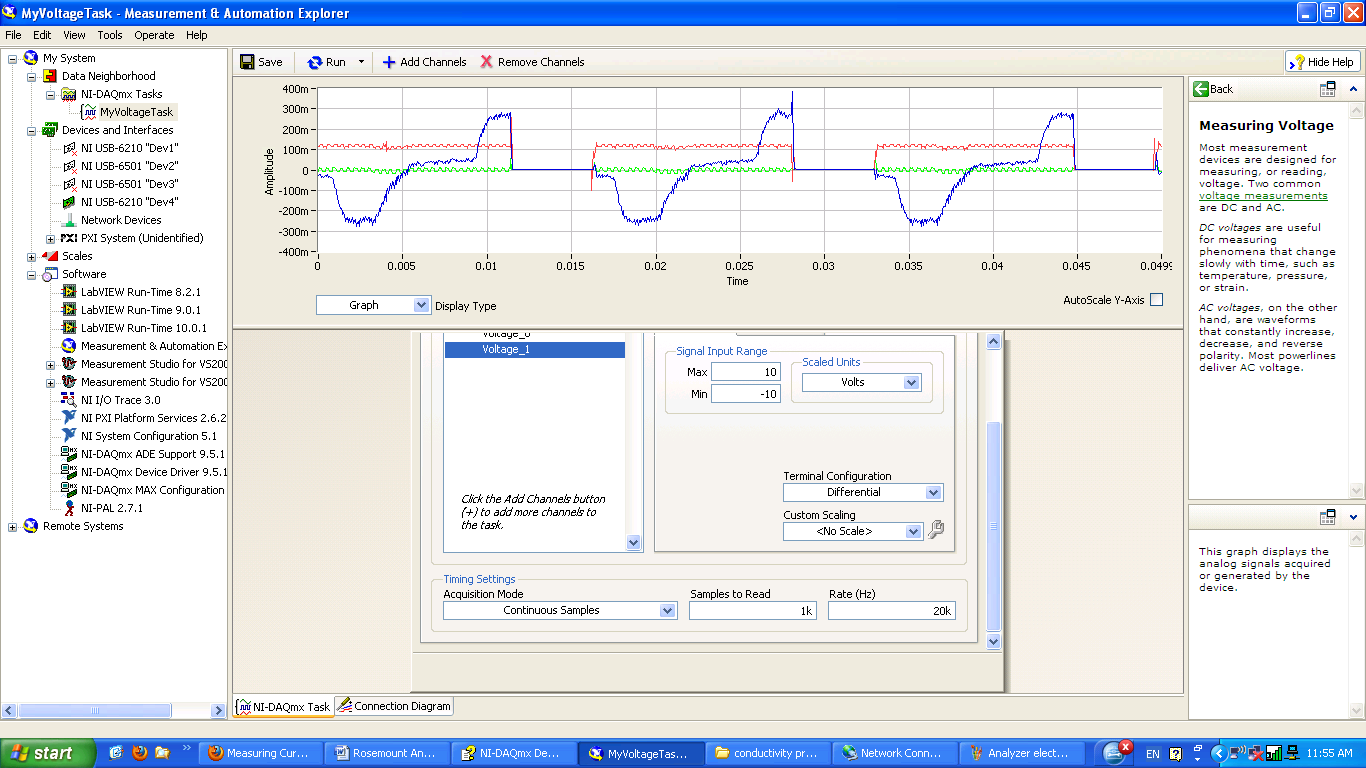 MyVoltageTask - Measurement & Automation Explorer
File Edit View Tools Operate Help
My System
Data Neighborhood
NI-DAQmx Tasks
MyVoltageTask
Devices and Interfaces
NI USB-6210 "Dev1"
NI USB-6501 "Dev2"
NI USB-6501 "Dev3"
NI USB-6210 "Dev4"
Network Devices
PXI PXI System (Unidentified)
Scales
Software
LabVIEW Run-Time 8.2.1
LabVIEW Run-Time 9.0.1
LabVIEW Run-Time 10.0.1
Measurement & Automation Ex
Measurement Studio for VS200
Measurement Studio for VS200
NI I/O Trace 3.0
NI PXI Platform Services 2.6.2
NI System Configuration 5.1
NI-DAQmx ADE Support 9.5.1
NI-DAQmx Device Driver 9.5.1
NI-DAQmx MAX Configuration
NI-PAL 2.7.1
Remote Systems
Save Run Add Channels Remove Channels Hide Help
400m
300m
200m
100m
0
-100m
-200m
-300m
-400m
Amplitude
0 0.005 0.01 0.015 0.02 0.025 0.03 0.035 0.04 0.045 0.0499
Time
Graph Display Type
AutoScale Y-Axis
Voltage_0
Voltage_1
Click the Add Channels button
(+) to add more channels to
the task.
Signal Input Range
Max 10
Min -10
Scaled Units
Volts
Terminal Configuration
Differential
Custom Scaling
<No Scale>
Timing Settings
Acquisition Mode Samples to Read Rate (Hz)
Continuous Samples 1k 20k
NI-DAQmx Task Connection Diagram
Back
Measuring Voltage
Most measurement
devices are designed for
measuring, or reading,
voltage. Two common
voltage measurements
are DC and AC.
DC voltages are useful
for measuring
phenomena that change
slowly with time, such as
temperature, pressure,
or strain.
AC voltages, on the other
hand, are waveforms
that constantly increase,
decrease, and reverse
polarity. Most powerlines
deliver AC voltage.
This graph displays the
analog signals acquired
or generated by the
device.
start Measuring Cur... Rosemount An... NI-DAQmx De... MyVoltageTas... conductivity pr... Network Conn... Analyzer elect... EN 11:55 AM